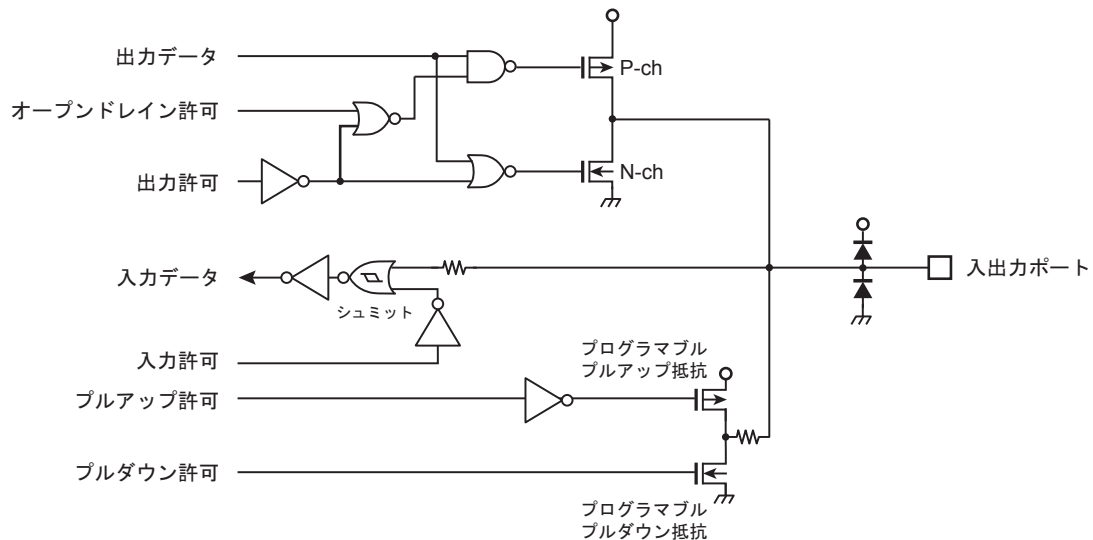 出力データ
P-ch
オープンドレイン許可
出力許可
N-ch
入力データ
シュミット
入出力ポート
入力許可
プログラマブル
プルアップ抵抗
プルアップ許可
プルダウン許可
プログラマブル
プルダウン抵抗